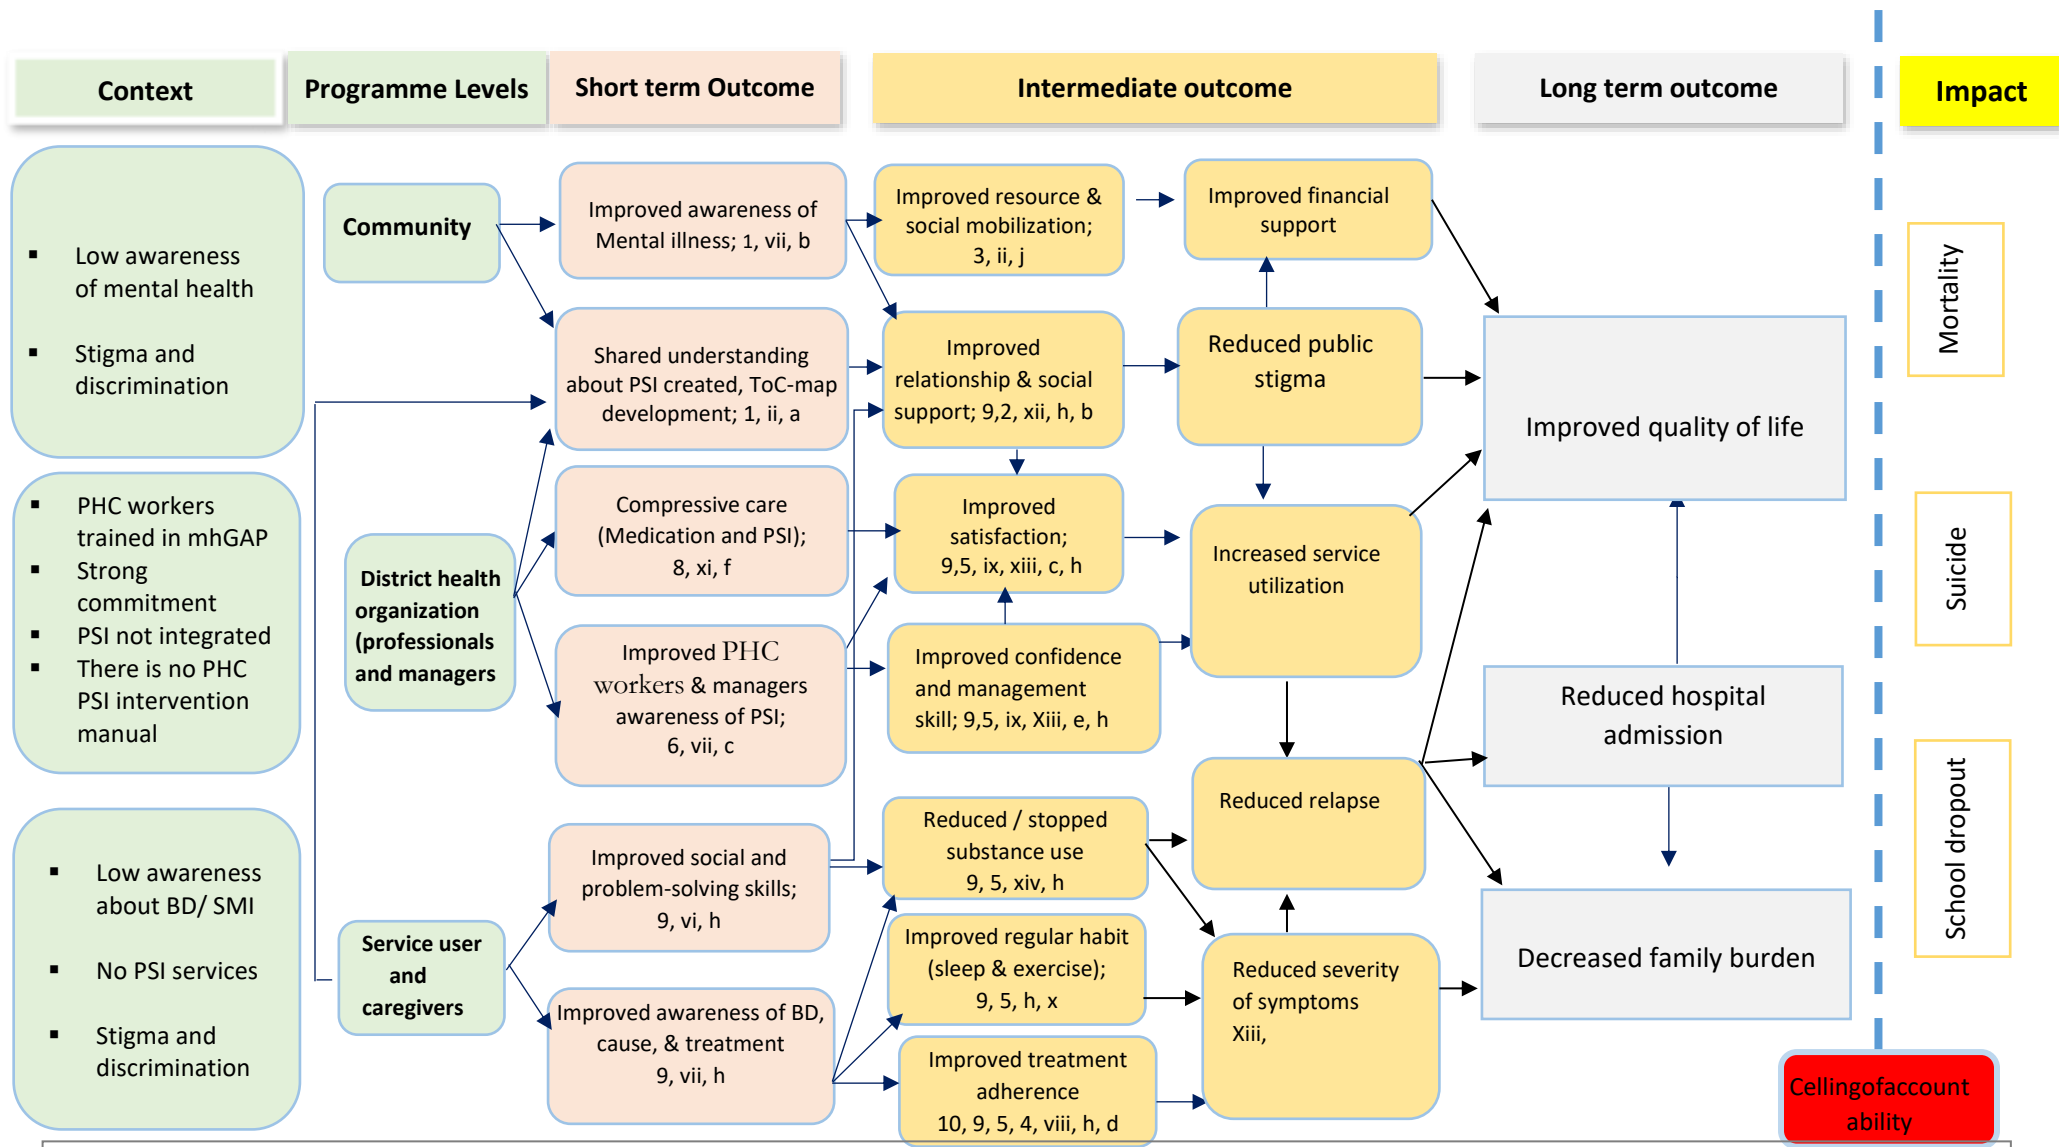 Context
Programme Levels
Short term Outcome
Intermediate outcome
Long term outcome
Impact
▪ Low awareness
of mental health
▪ Stigma and
discrimination
▪ PHC workers
trained in mhGAP
▪ Strong
commitment
▪ PSI not integrated
▪ There is no PHC
PSI intervention
manual
▪ Low awareness
about BD/ SMI
▪ No PSI services
▪ Stigma and
discrimination
Community
District health
organization
(professionals
and managers
Service user
and
caregivers
Improved awareness of
Mental illness; 1, vii, b
Shared understanding
about PSI created, ToC-map
development; 1, ii, a
Compressive care
(Medication and PSI);
8, xi, f
Improved PHC
workers & managers
awareness of PSI;
6, vii, c
Improved social and
problem-solving skills;
9, vi, h
Improved awareness of BD,
cause, & treatment
9, vii, h
Improved resource &
social mobilization;
3, ii, j
Improved
relationship & social
support; 9,2, xii, h, b
Improved
satisfaction;
9,5, ix, xiii, c, h
Improved confidence
and management
skill; 9,5, ix, Xiii, e, h
Reduced / stopped
substance use
9, 5, xiv, h
Improved regular habit
(sleep & exercise);
9, 5, h, x
Improved treatment
adherence
10, 9, 5, 4, viii, h, d
Improved financial
support
Reduced public
stigma
Increased service
utilization
Reduced relapse
Reduced severity
of symptoms
Xiii,
Improved quality of life
Reduced hospital
admission
Decreased family burden
Mortality
Suicide
School dropout
Cellingofaccount
ability